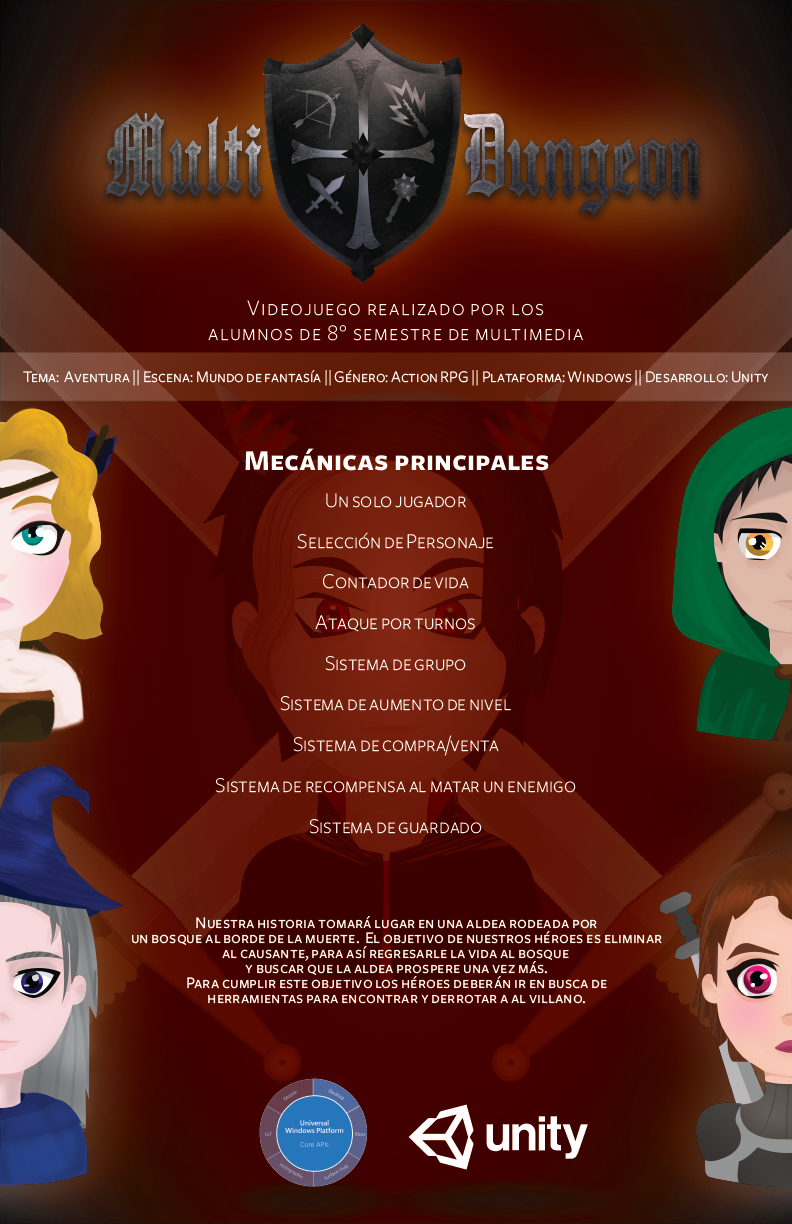 Multi Dungeon
Videojuego realizado por los
alumnos de 8° semestre de multimedia
Tema: Aventura || Escena: Mundo de fantasía || Género: Action RPG || Plataforma: Windows || Desarrollo: Unity
Mecánicas principales
Un solo jugador
Selección de Personaje
Contador de vida
Ataque por turnos
Sistema de grupo
Sistema de aumento de nivel
Sistema de compra/venta
Sistema de recompensa al matar un enemigo
Sistema de guardado
Nuestra historia tomará lugar en una aldea rodeada por
un bosque al borde de la muerte. El objetivo de nuestros héroes es eliminar
al causante, para así regresarle la vida al bosque
y buscar que la aldea prospere una vez más.
Para cumplir este objetivo los héroes deberán ir en busca de
herramientas para encontrar y derrotar a al villano.
Mobile
Desktop
Universal
Windows Platform
IoT
Xbox
Core APIs
Holographic
Surface Hub
unity